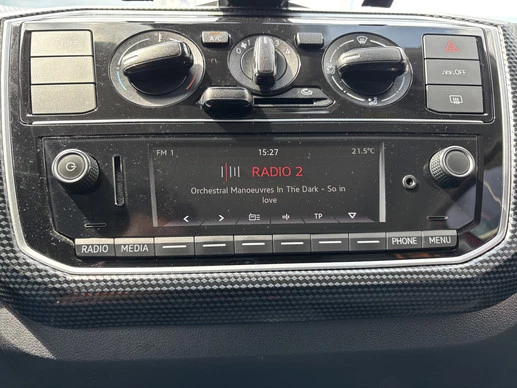 A/C
OFF
FM 1 15:27 21.5°C
RADIO 2
Orchestral Manoeuvres In The Dark - So in
love
TP
RADIO MEDIA PHONE MENU